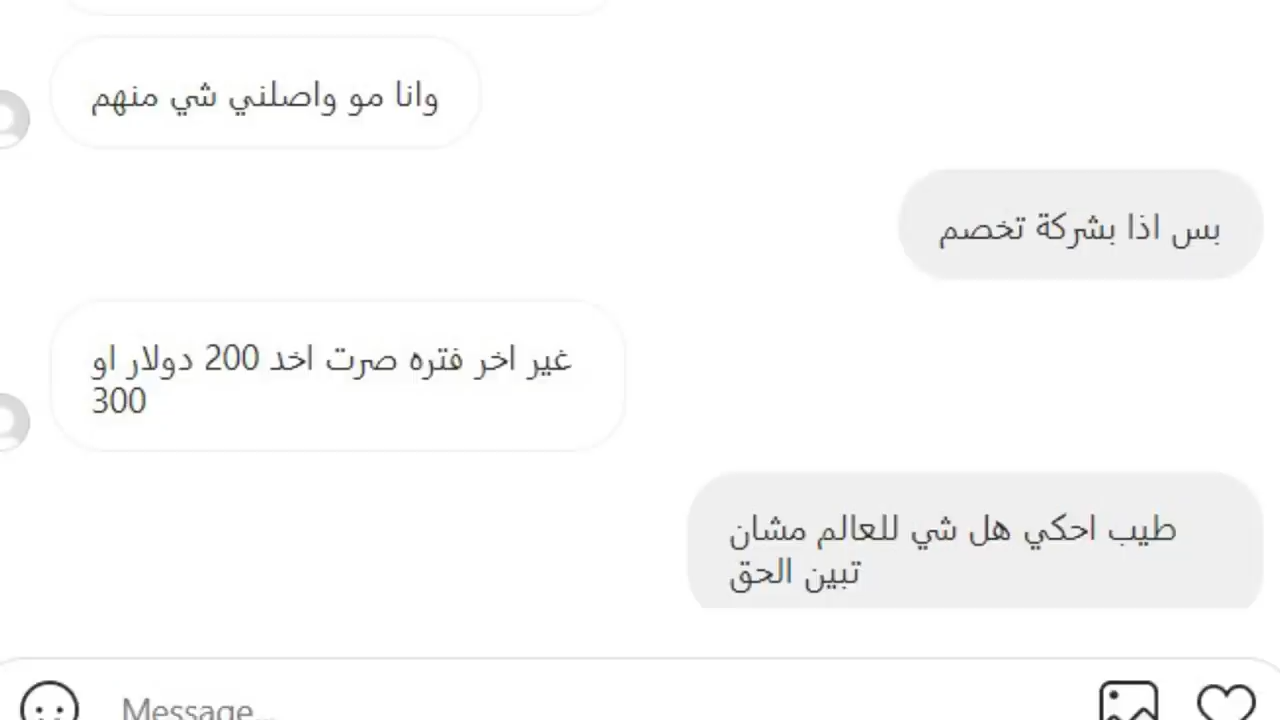 وانا مو واصلني شي منهم
بس اذا بشركة تخصم
غير اخر فتره صرت اخد 200 دولار او
300
طيب احكي هل شي للعالم مشان
تبين الحق
Message...